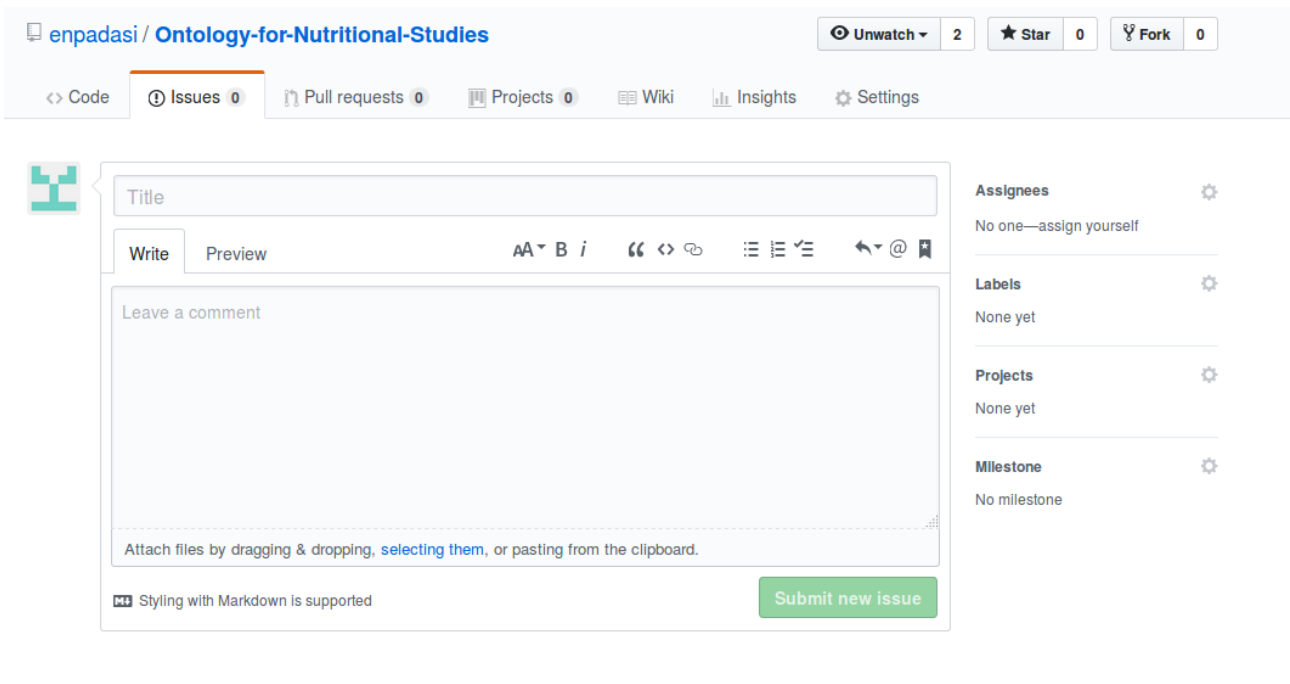 enpadasi / Ontology-for-Nutritional-Studies Unwatch 2 Star 0 Fork 0
<> Code Issues 0 Pull requests 0 Projects 0 Wiki Insights Settings
Title
Write Preview AA B i “ <> @
Leave a comment
Attach files by dragging & dropping, selecting them, or pasting from the clipboard.
Styling with Markdown is supported
Submit new issue
Assignees
No one—assign yourself
Labels
None yet
Projects
None yet
Milestone
No milestone